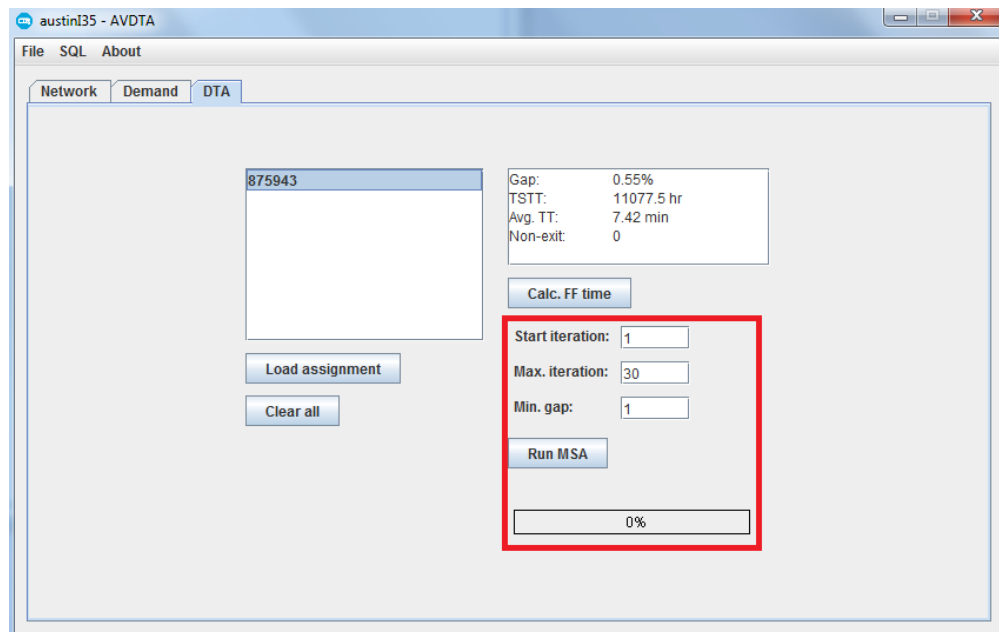 austinI35 - AVDTA
File SQL About
Network Demand DTA
875943
Gap: 0.55%
TSTT: 11077.5 hr
Avg. TT: 7.42 min
Non-exit: 0
Calc. FF time
Start iteration: 1
Max. iteration: 30
Min. gap: 1
Load assignment
Clear all
Run MSA
0%